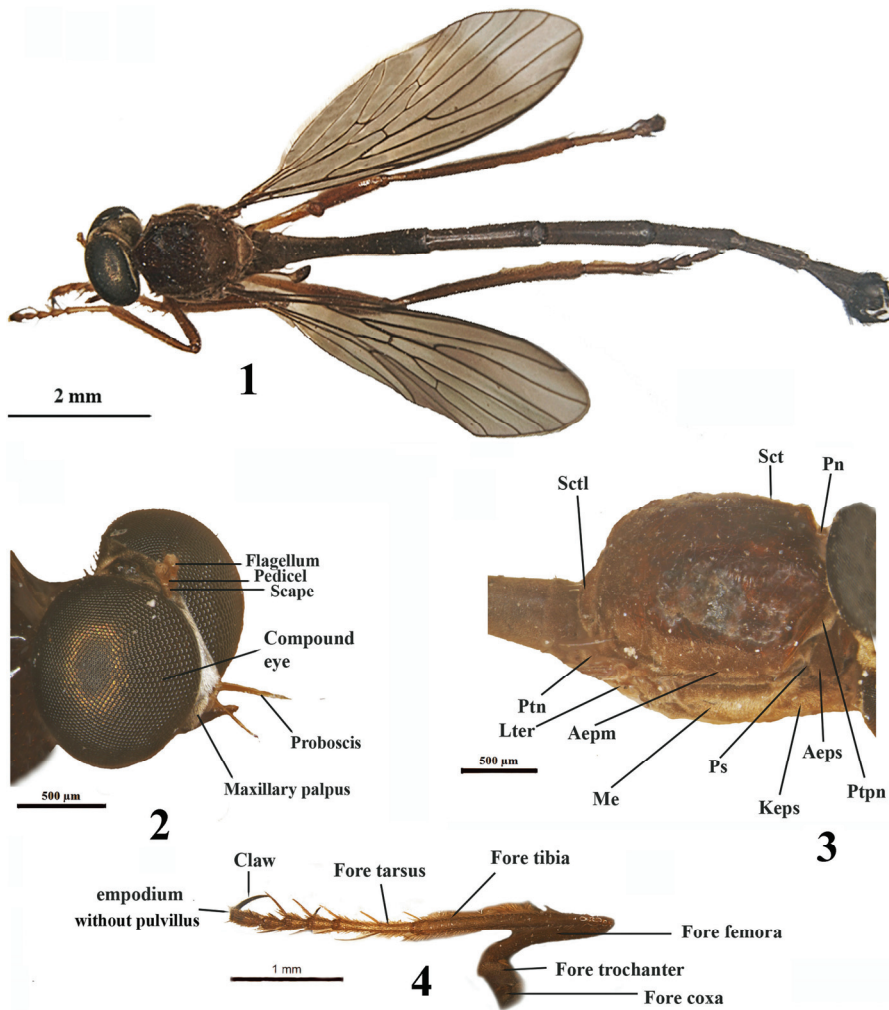 1
2 mm
Flagellum
Pedicel
Scape
Compound
eye
Proboscis
Maxillary palpus
500 µm
2
Sct
Pn
Sctl
Ptn
Lter
Aepm
Me
Ps
Keps
Aeps
Ptpn
500 µm
3
Claw
empodium
without pulvillus
Fore tarsus
Fore tibia
Fore femora
Fore trochanter
Fore coxa
1 mm
4